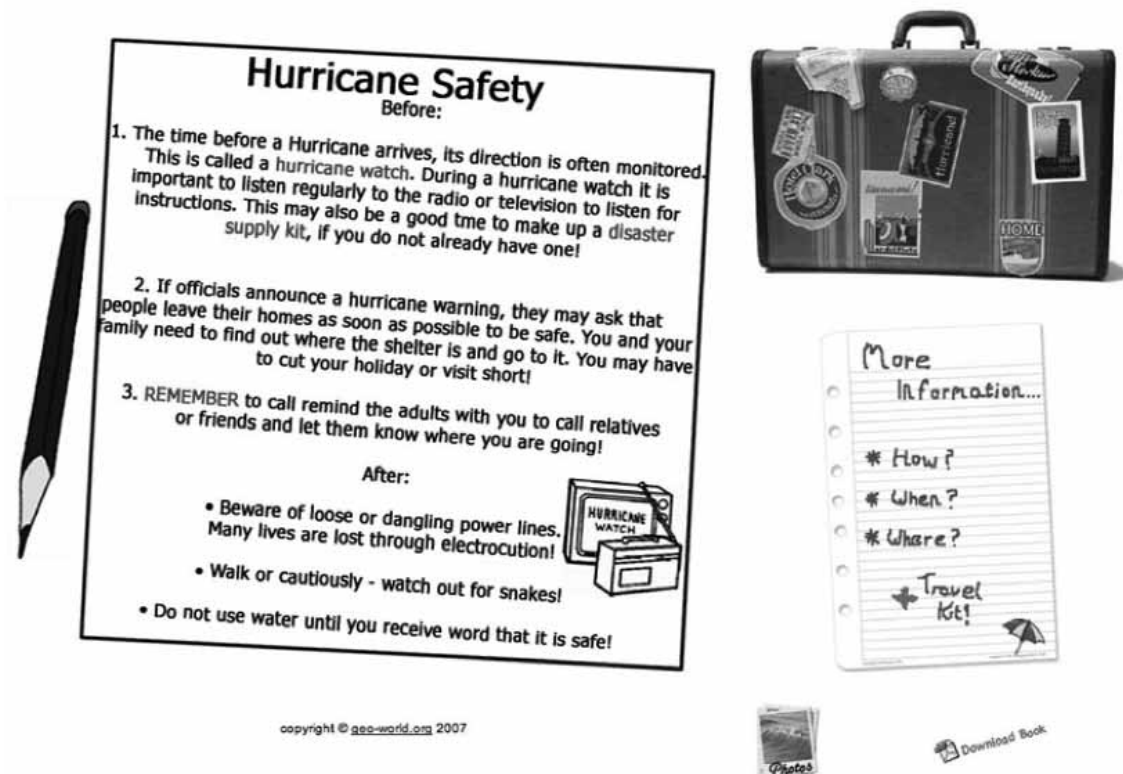 Hurricane Safety
Before:
1. The time before a Hurricane arrives, its direction is often monitored.
This is called a hurricane watch. During a hurricane watch it is
important to listen regularly to the radio or television to listen for
instructions. This may also be a good tme to make up a disaster
supply kit, if you do not already have one!
2. If officials announce a hurricane warning, they may ask that
people leave their homes as soon as possible to be safe. You and your
family need to find out where the shelter is and go to it. You may have
to cut your holiday or visit short!
3. REMEMBER to call remind the adults with you to call relatives
or friends and let them know where you are going!
After:
• Beware of loose or dangling power lines.
Many lives are lost through electrocution!
• Walk or cautiously - watch out for snakes!
• Do not use water until you receive word that it is safe!
HURRICANE
WATCH
copyright © geo-world.org 2007
Hurricane!
HOME
More
Information...
* How?
* When?
* Where?
Travel
Kit!
Photos
Download Book